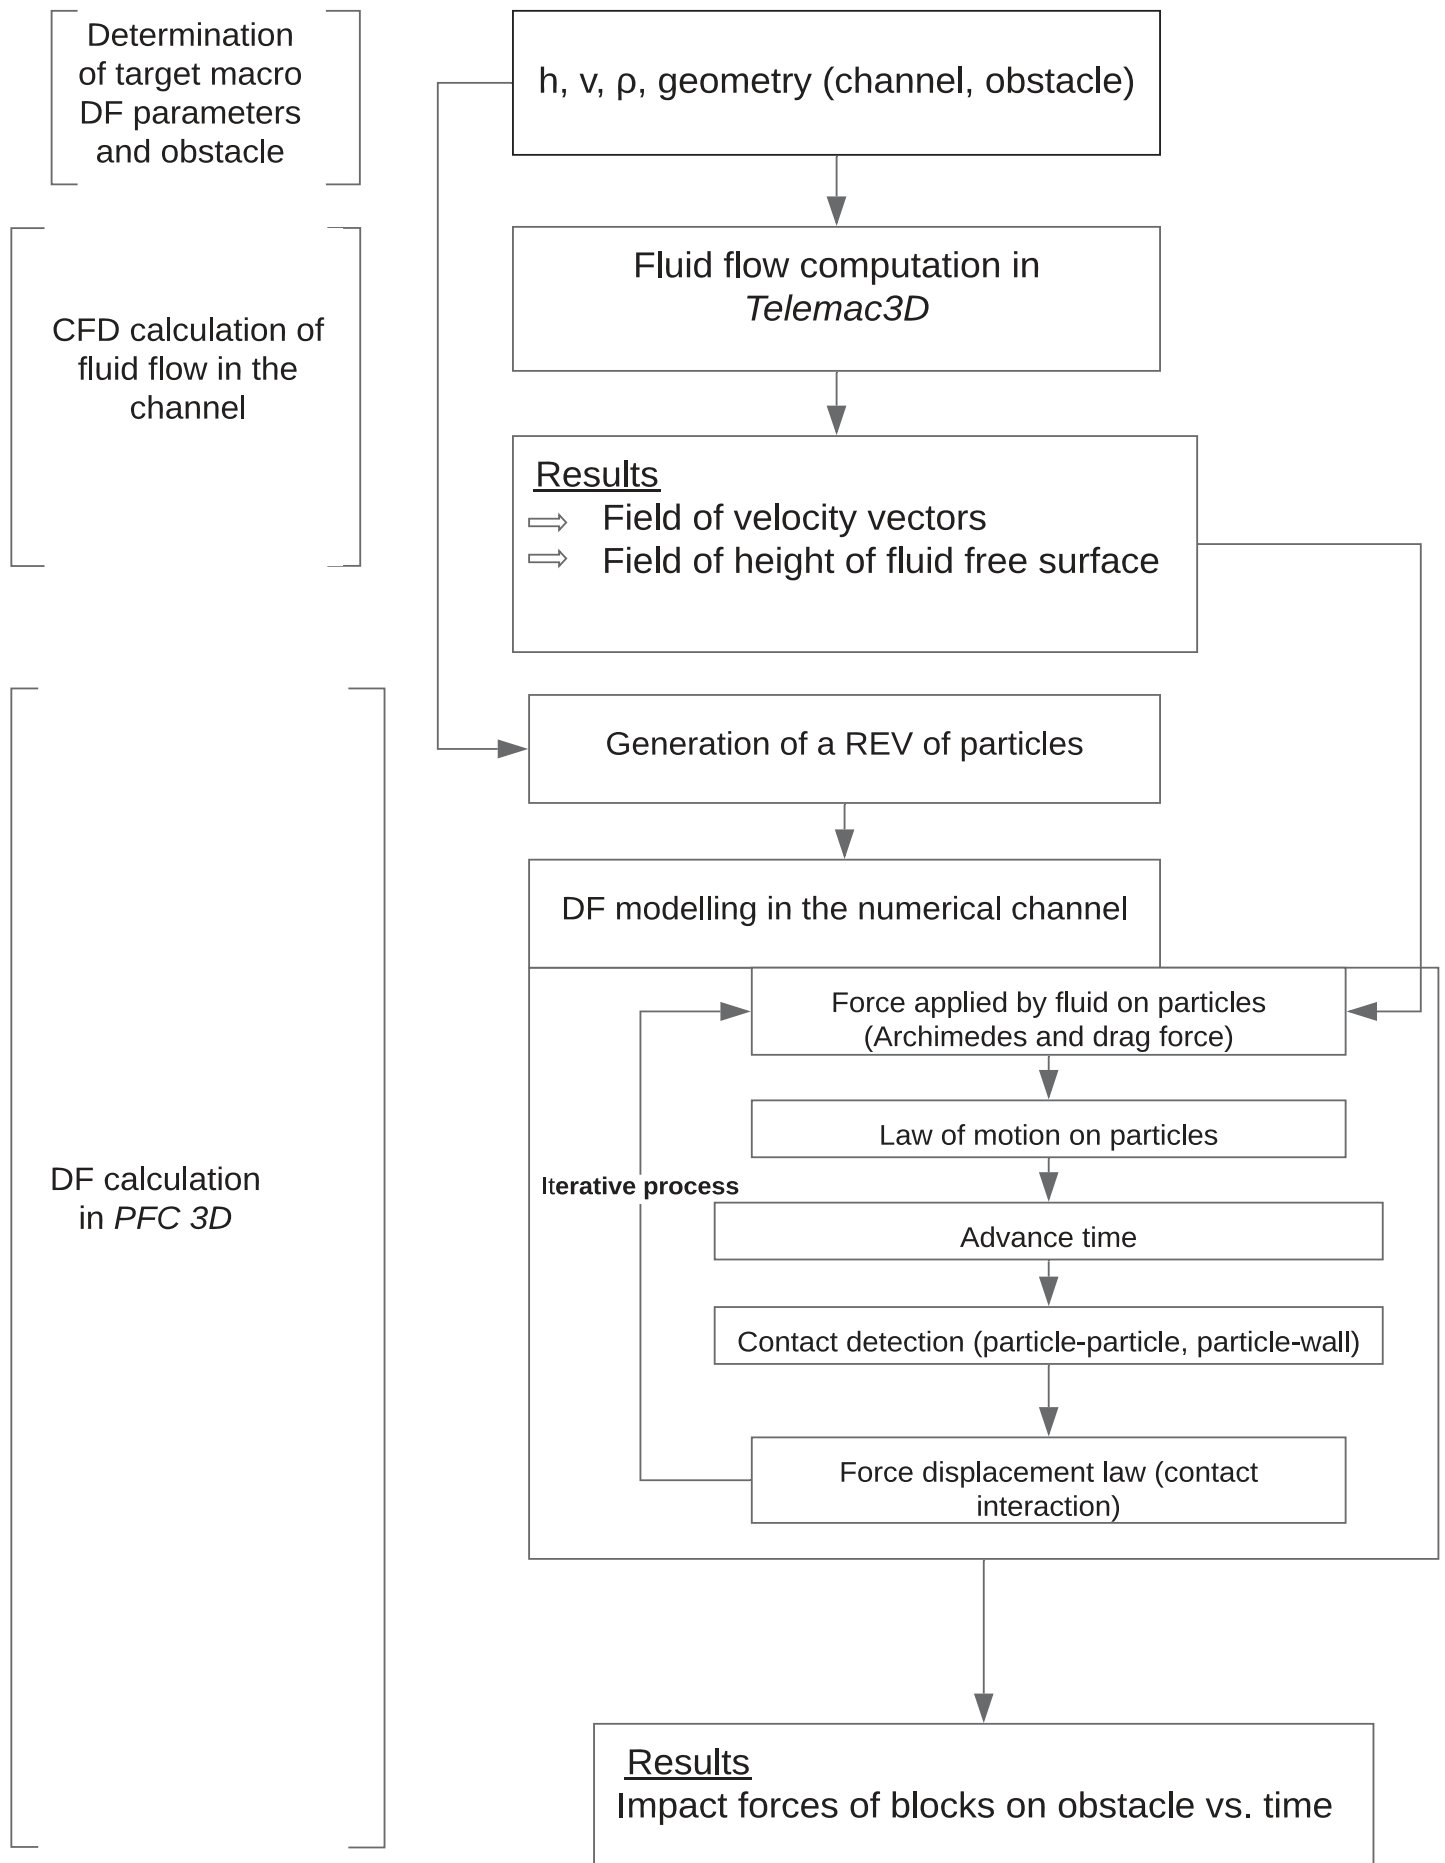 Determination
of target macro
DF parameters
and obstacle
h, v, ρ, geometry (channel, obstacle)
CFD calculation of
fluid flow in the
channel
Fluid flow computation in
Telemac3D
Results
⇨ Field of velocity vectors
⇨ Field of height of fluid free surface
DF calculation
in PFC 3D
Generation of a REV of particles
DF modelling in the numerical channel
Force applied by fluid on particles
(Archimedes and drag force)
Law of motion on particles
Iterative process
Advance time
Contact detection (particle-particle, particle-wall)
Force displacement law (contact
interaction)
Results
Impact forces of blocks on obstacle vs. time